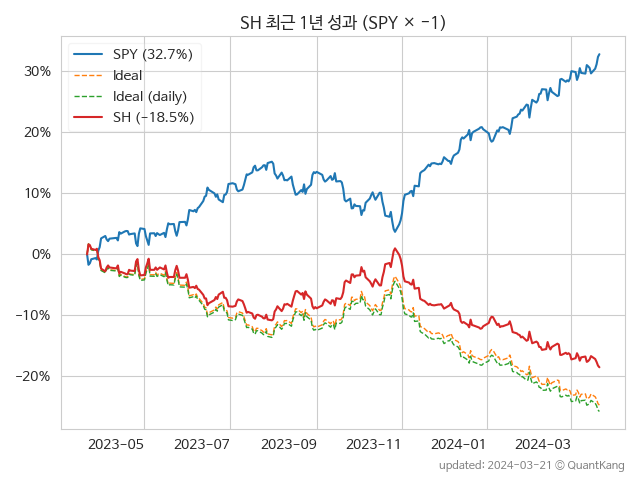 SH 최근 1년 성과 (SPY × −1)
SPY (32.7%)
Ideal
Ideal (daily)
SH (−18.5%)
30%
20%
10%
0%
−10%
−20%
2023-05 2023-07 2023-09 2023-11 2024-01 2024-03
updated: 2024-03-21 © QuantKang